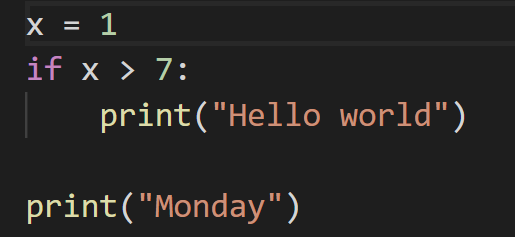 x = 1
if x > 7:
    print("Hello world")
print("Monday")